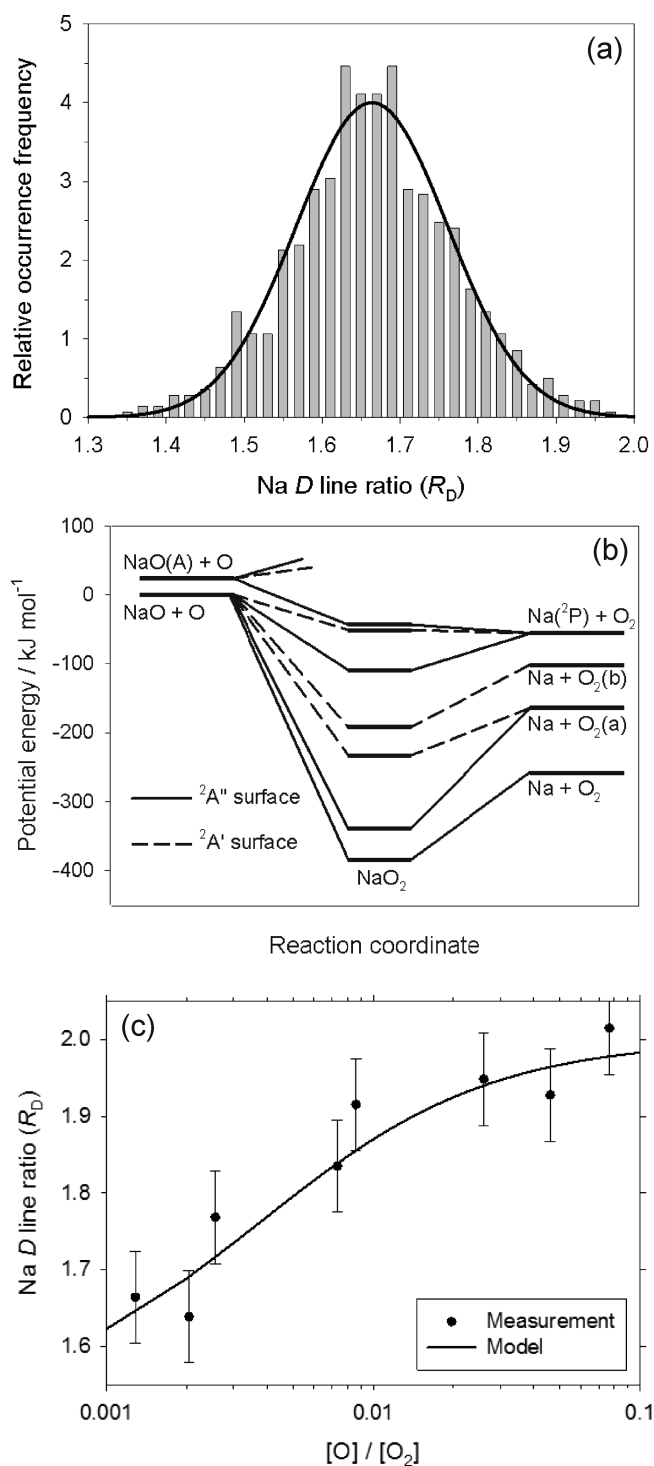 (a)
Relative occurrence frequency
5
4
3
2
1
0
1.3 1.4 1.5 1.6 1.7 1.8 1.9 2.0
Na D line ratio (R_D)
(b)
Potential energy / kJ mol⁻¹
100
0
-100
-200
-300
-400
NaO(A) + O
NaO + O
Na(²P) + O₂
Na + O₂(b)
Na + O₂(a)
Na + O₂
²A" surface
²A' surface
NaO₂
Reaction coordinate
(c)
Na D line ratio (R_D)
2.0
1.9
1.8
1.7
1.6
Measurement
Model
0.001 0.01 0.1
[O] / [O₂]